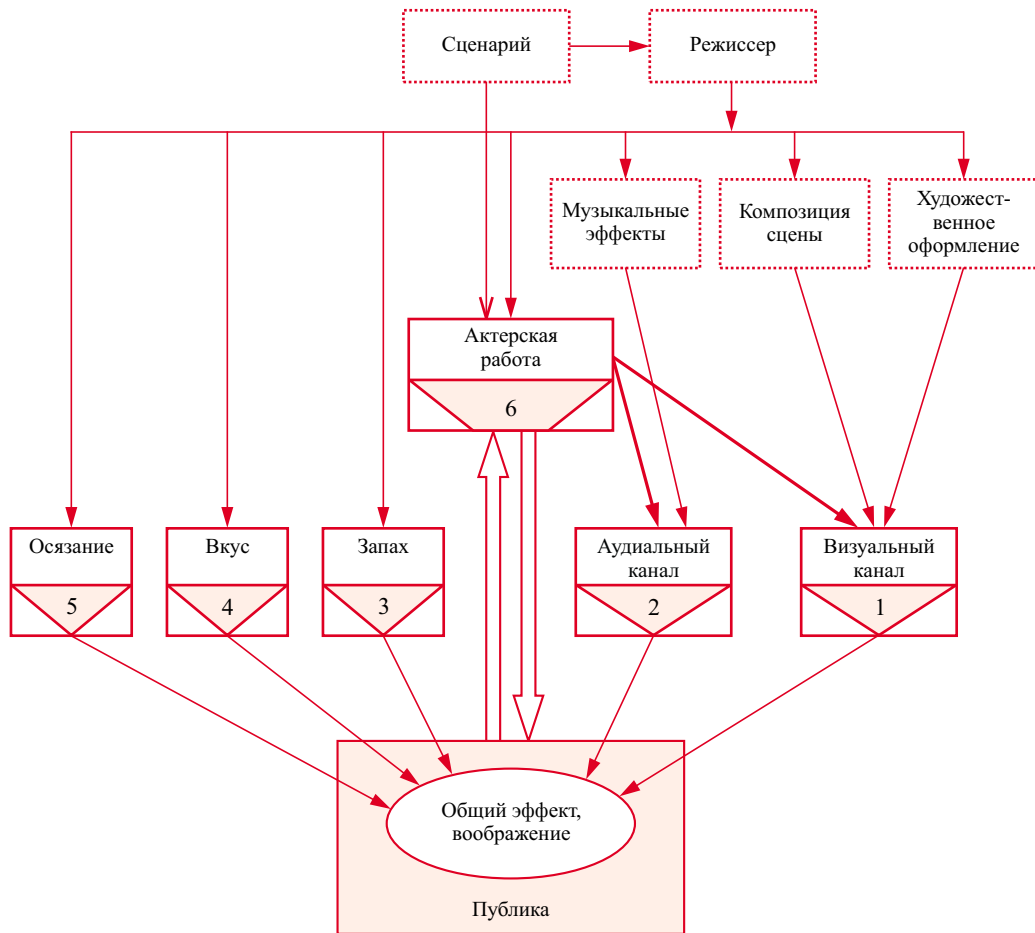 Сценарий
Режиссер
Музыкальные
эффекты
Композиция
сцены
Художест-
венное
оформление
Актерская
работа
6
Осязание
5
Вкус
4
Запах
3
Аудиальный
канал
2
Визуальный
канал
1
Общий эффект,
воображение
Публика